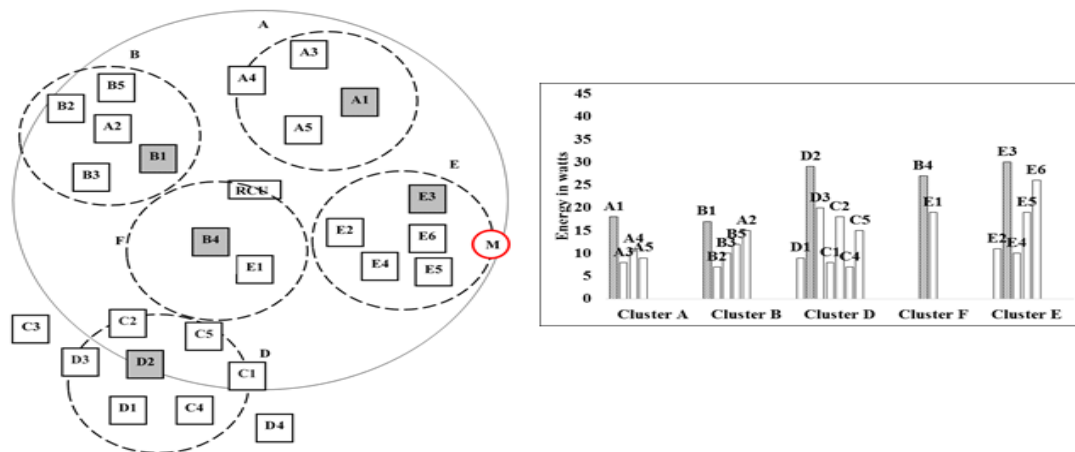 A
B
A3
A4
B5
B2
A1
A2
A5
B1
B3
E
RCU
E3
E2
B4
F
E6
M
E1
E4
E5
C3
C2
C5
D
D3
D2
C1
D1
C4
D4
Energy in watts
45
40
35
30
25
20
15
10
5
0
A1
A3
A4
A5
B1
B2
B3
B5
A2
D1
D2
D3
C1
C2
C4
C5
B4
E1
E2
E3
E4
E5
E6
Cluster A Cluster B Cluster D Cluster F Cluster E